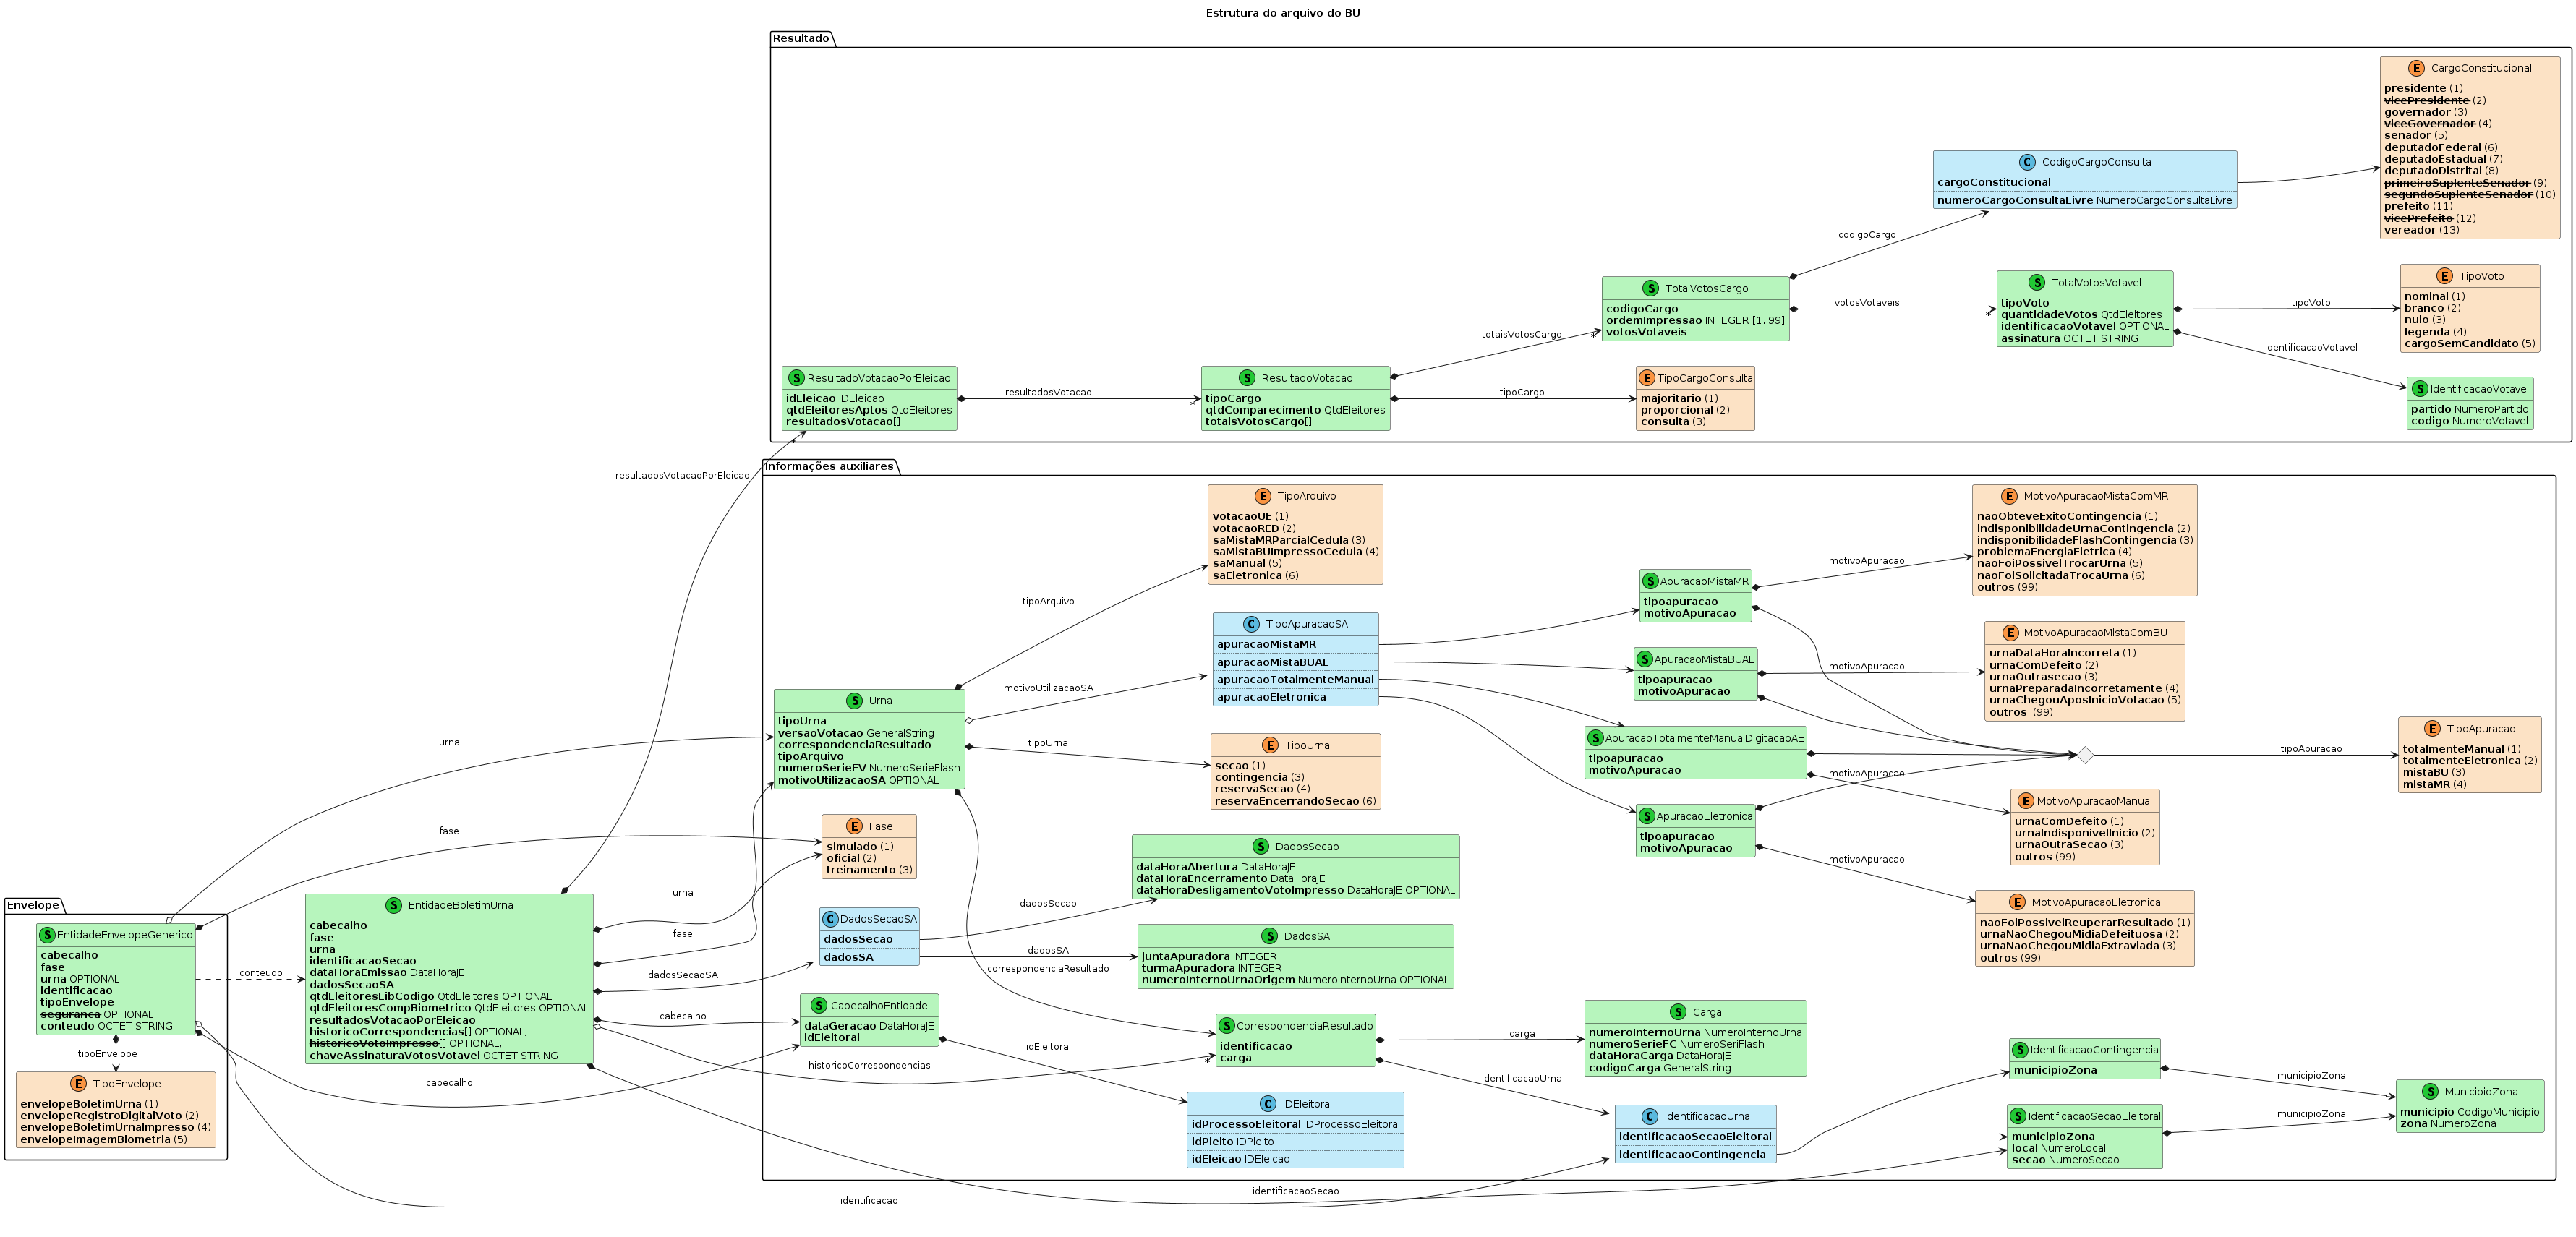 Estrutura do arquivo do BU
Resultado
E CargoConstitucional
presidente (1)
vicePresidente (2)
governador (3)
viceGovernador (4)
senador (5)
deputadoFederal (6)
deputadoEstadual (7)
deputadoDistrital (8)
primeiroSuplenteSenador (9)
segundoSuplenteSenador (10)
prefeito (11)
vicePrefeito (12)
vereador (13)
C CodigoCargoConsulta
cargoConstitucional
numeroCargoConsultaLivre NumeroCargoConsultaLivre
codigoCargo
S TotalVotosCargo
codigoCargo
ordemImpressao INTEGER [1..99]
votosVotaveis
votosVotaveis
*
S TotalVotosVotavel
tipoVoto
quantidadeVotos QtdEleitores
identificacaoVotavel OPTIONAL
assinatura OCTET STRING
tipoVoto
E TipoVoto
nominal (1)
branco (2)
nulo (3)
legenda (4)
cargoSemCandidato (5)
identificacaoVotavel
S IdentificacaoVotavel
partido NumeroPartido
codigo NumeroVotavel
S ResultadoVotacaoPorEleicao
idEleicao IDEleicao
qtdEleitoresAptos QtdEleitores
resultadosVotacao[]
resultadosVotacao
*
S ResultadoVotacao
tipoCargo
qtdComparecimento QtdEleitores
totaisVotosCargo[]
totaisVotosCargo
*
tipoCargo
E TipoCargoConsulta
majoritario (1)
proporcional (2)
consulta (3)
*
resultadosVotacaoPorEleicao
Informações auxiliares
E TipoArquivo
votacaoUE (1)
votacaoRED (2)
saMistaMRParcialCedula (3)
saMistaBUImpressoCedula (4)
saManual (5)
saEletronica (6)
tipoArquivo
C TipoApuracaoSA
apuracaoMistaMR
apuracaoMistaBUAE
apuracaoTotalmenteManual
apuracaoEletronica
motivoUtilizacaoSA
S ApuracaoMistaMR
tipoapuracao
motivoApuracao
motivoApuracao
E MotivoApuracaoMistaComMR
naoObteveExitoContingencia (1)
indisponibilidadeUrnaContingencia (2)
indisponibilidadeFlashContingencia (3)
problemaEnergiaEletrica (4)
naoFoiPossivelTrocarUrna (5)
naoFoiSolicitadaTrocaUrna (6)
outros (99)
S ApuracaoMistaBUAE
tipoapuracao
motivoApuracao
motivoApuracao
E MotivoApuracaoMistaComBU
urnaDataHoraIncorreta (1)
urnaComDefeito (2)
urnaOutrasecao (3)
urnaPreparadaIncorretamente (4)
urnaChegouAposInicioVotacao (5)
outros (99)
S Urna
tipoUrna
versaoVotacao GeneralString
correspondenciaResultado
tipoArquivo
numeroSerieFV NumeroSerieFlash
motivoUtilizacaoSA OPTIONAL
tipoUrna
E TipoUrna
secao (1)
contingencia (3)
reservaSecao (4)
reservaEncerrandoSecao (6)
S ApuracaoTotalmenteManualDigitacaoAE
tipoapuracao
motivoApuracao
motivoApuracao
tipoApuracao
E TipoApuracao
totalmenteManual (1)
totalmenteEletronica (2)
mistaBU (3)
mistaMR (4)
E MotivoApuracaoManual
urnaComDefeito (1)
urnaIndisponivelInicio (2)
urnaOutraSecao (3)
outros (99)
S ApuracaoEletronica
tipoapuracao
motivoApuracao
motivoApuracao
E MotivoApuracaoEletronica
naoFoiPossivelReuperarResultado (1)
urnaNaoChegouMidiaDefeituosa (2)
urnaNaoChegouMidiaExtraviada (3)
outros (99)
urna
fase
E Fase
simulado (1)
oficial (2)
treinamento (3)
S DadosSecao
dataHoraAbertura DataHoraJE
dataHoraEncerramento DataHoraJE
dataHoraDesligamentoVotoImpresso DataHoraJE OPTIONAL
dadosSecao
C DadosSecaoSA
dadosSecao
dadosSA
dadosSA
S DadosSA
juntaApuradora INTEGER
turmaApuradora INTEGER
numeroInternoUrnaOrigem NumeroInternoUrna OPTIONAL
correspondenciaResultado
Envelope
S EntidadeEnvelopeGenerico
cabecalho
fase
urna OPTIONAL
identificacao
tipoEnvelope
seguranca OPTIONAL
conteudo OCTET STRING
conteudo
tipoEnvelope
E TipoEnvelope
envelopeBoletimUrna (1)
envelopeRegistroDigitalVoto (2)
envelopeBoletimUrnaImpresso (4)
envelopeImagemBiometria (5)
S EntidadeBoletimUrna
cabecalho
fase
urna
identificacaoSecao
dataHoraEmissao DataHoraJE
dadosSecaoSA
qtdEleitoresLibCodigo QtdEleitores OPTIONAL
qtdEleitoresCompBiometrico QtdEleitores OPTIONAL
resultadosVotacaoPorEleicao[]
historicoCorrespondencias[] OPTIONAL,
historicoVotoImpresso[] OPTIONAL,
chaveAssinaturaVotosVotavel OCTET STRING
urna
fase
dadosSecaoSA
cabecalho
cabecalho
historicoCorrespondencias
*
S CabecalhoEntidade
dataGeracao DataHoraJE
idEleitoral
idEleitoral
S CorrespondenciaResultado
identificacao
carga
carga
S Carga
numeroInternoUrna NumeroInternoUrna
numeroSerieFC NumeroSeriFlash
dataHoraCarga DataHoraJE
codigoCarga GeneralString
identificacaoUrna
C IDEleitoral
idProcessoEleitoral IDProcessoEleitoral
idPleito IDPleito
idEleicao IDEleicao
C IdentificacaoUrna
identificacaoSecaoEleitoral
identificacaoContingencia
S IdentificacaoContingencia
municipioZona
municipioZona
S IdentificacaoSecaoEleitoral
municipioZona
local NumeroLocal
secao NumeroSecao
municipioZona
S MunicipioZona
municipio CodigoMunicipio
zona NumeroZona
identificacaoSecao
identificacao